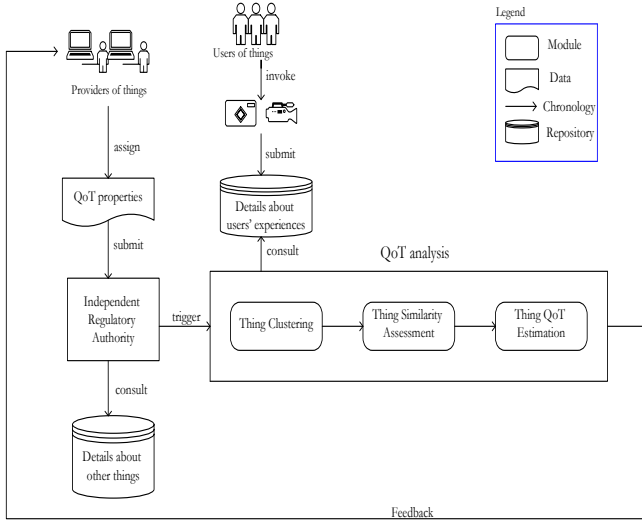 Legend
Module
Data
Chronology
Repository
Users of things
invoke
Providers of things
submit
assign
QoT properties
Details about
users' experiences
submit
consult
QoT analysis
Independent
Regulatory
Authority
trigger
Thing Clustering
Thing Similarity
Assessment
Thing QoT
Estimation
consult
Details about
other things
Feedback